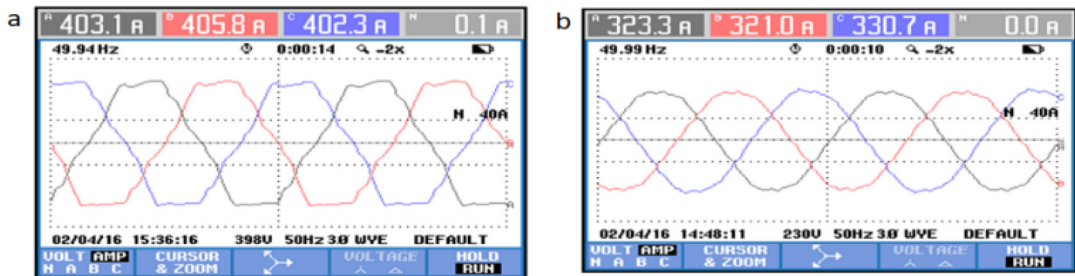 a
A 403.1 A B 405.8 A C 402.3 A N 0.1 A
49.94 Hz 0:00:14 -2x
C
N 40A
02/04/16 15:36:16 398V 50Hz 3Ø WYE DEFAULT
VOLT AMP CURSOR VOLTAGE HOLD
N A B C & ZOOM RUN
b
A 323.3 A B 321.0 A C 330.7 A N 0.0 A
49.99 Hz 0:00:10 -2x
C
N 40A
02/04/16 14:48:11 230V 50Hz 3Ø WYE DEFAULT
VOLT AMP CURSOR VOLTAGE HOLD
N A B C & ZOOM RUN